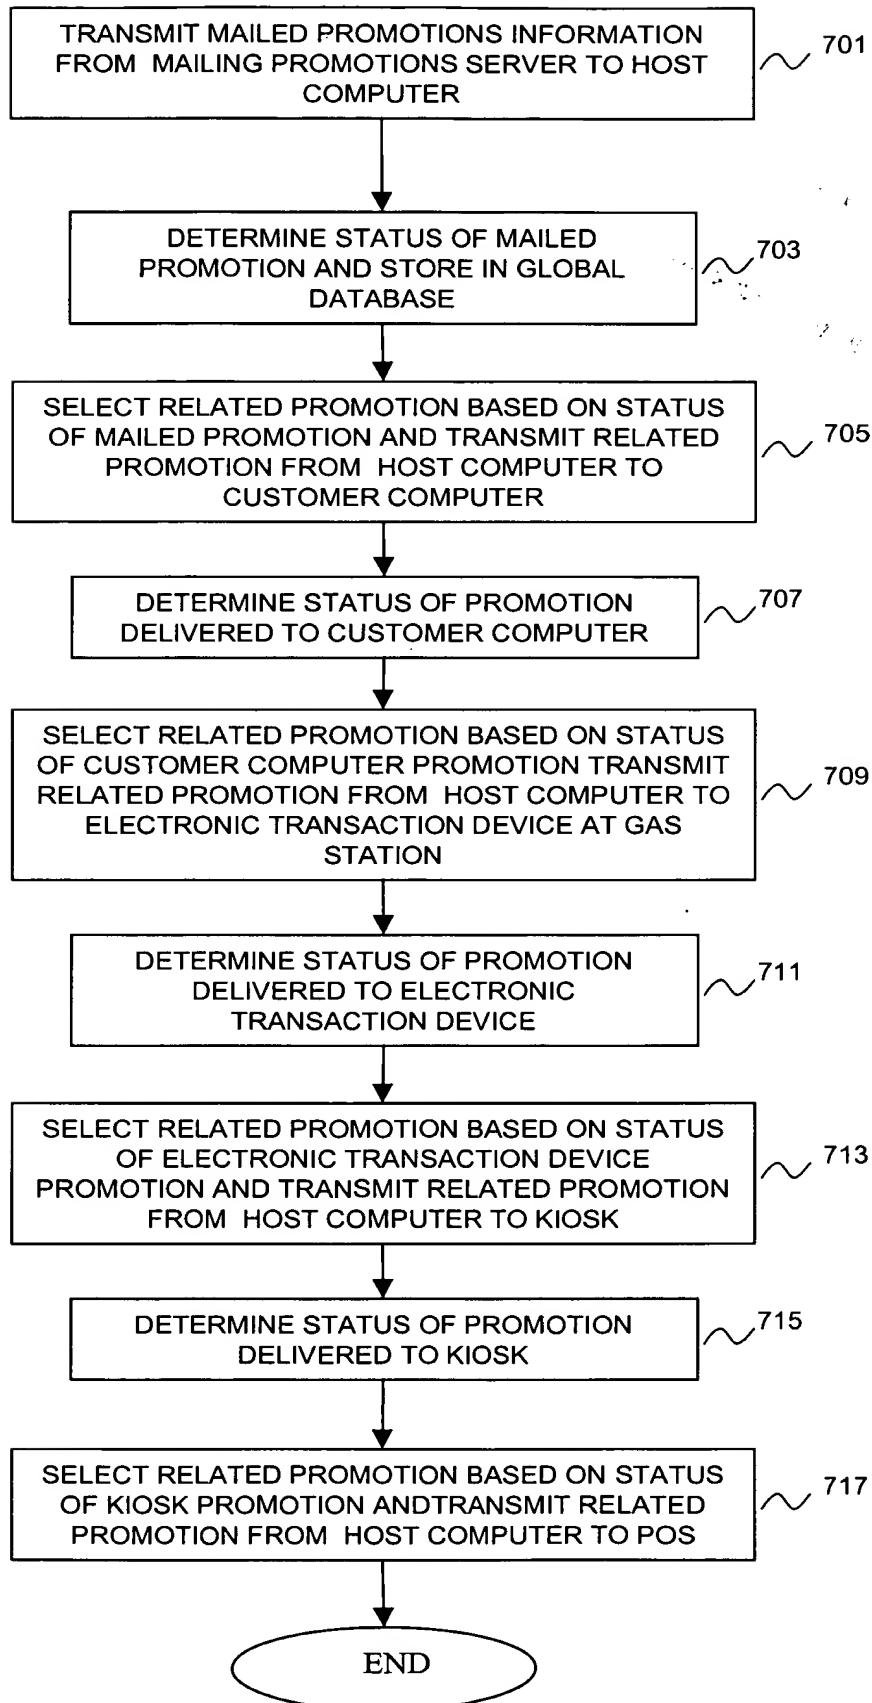 TRANSMIT MAILED PROMOTIONS INFORMATION
FROM MAILING PROMOTIONS SERVER TO HOST
COMPUTER
701
DETERMINE STATUS OF MAILED
PROMOTION AND STORE IN GLOBAL
DATABASE
703
SELECT RELATED PROMOTION BASED ON STATUS
OF MAILED PROMOTION AND TRANSMIT RELATED
PROMOTION FROM HOST COMPUTER TO
CUSTOMER COMPUTER
705
DETERMINE STATUS OF PROMOTION
DELIVERED TO CUSTOMER COMPUTER
707
SELECT RELATED PROMOTION BASED ON STATUS
OF CUSTOMER COMPUTER PROMOTION TRANSMIT
RELATED PROMOTION FROM HOST COMPUTER TO
ELECTRONIC TRANSACTION DEVICE AT GAS
STATION
709
DETERMINE STATUS OF PROMOTION
DELIVERED TO ELECTRONIC
TRANSACTION DEVICE
711
SELECT RELATED PROMOTION BASED ON STATUS
OF ELECTRONIC TRANSACTION DEVICE
PROMOTION AND TRANSMIT RELATED PROMOTION
FROM HOST COMPUTER TO KIOSK
713
DETERMINE STATUS OF PROMOTION
DELIVERED TO KIOSK
715
SELECT RELATED PROMOTION BASED ON STATUS
OF KIOSK PROMOTION ANDTRANSMIT RELATED
PROMOTION FROM HOST COMPUTER TO POS
717
END